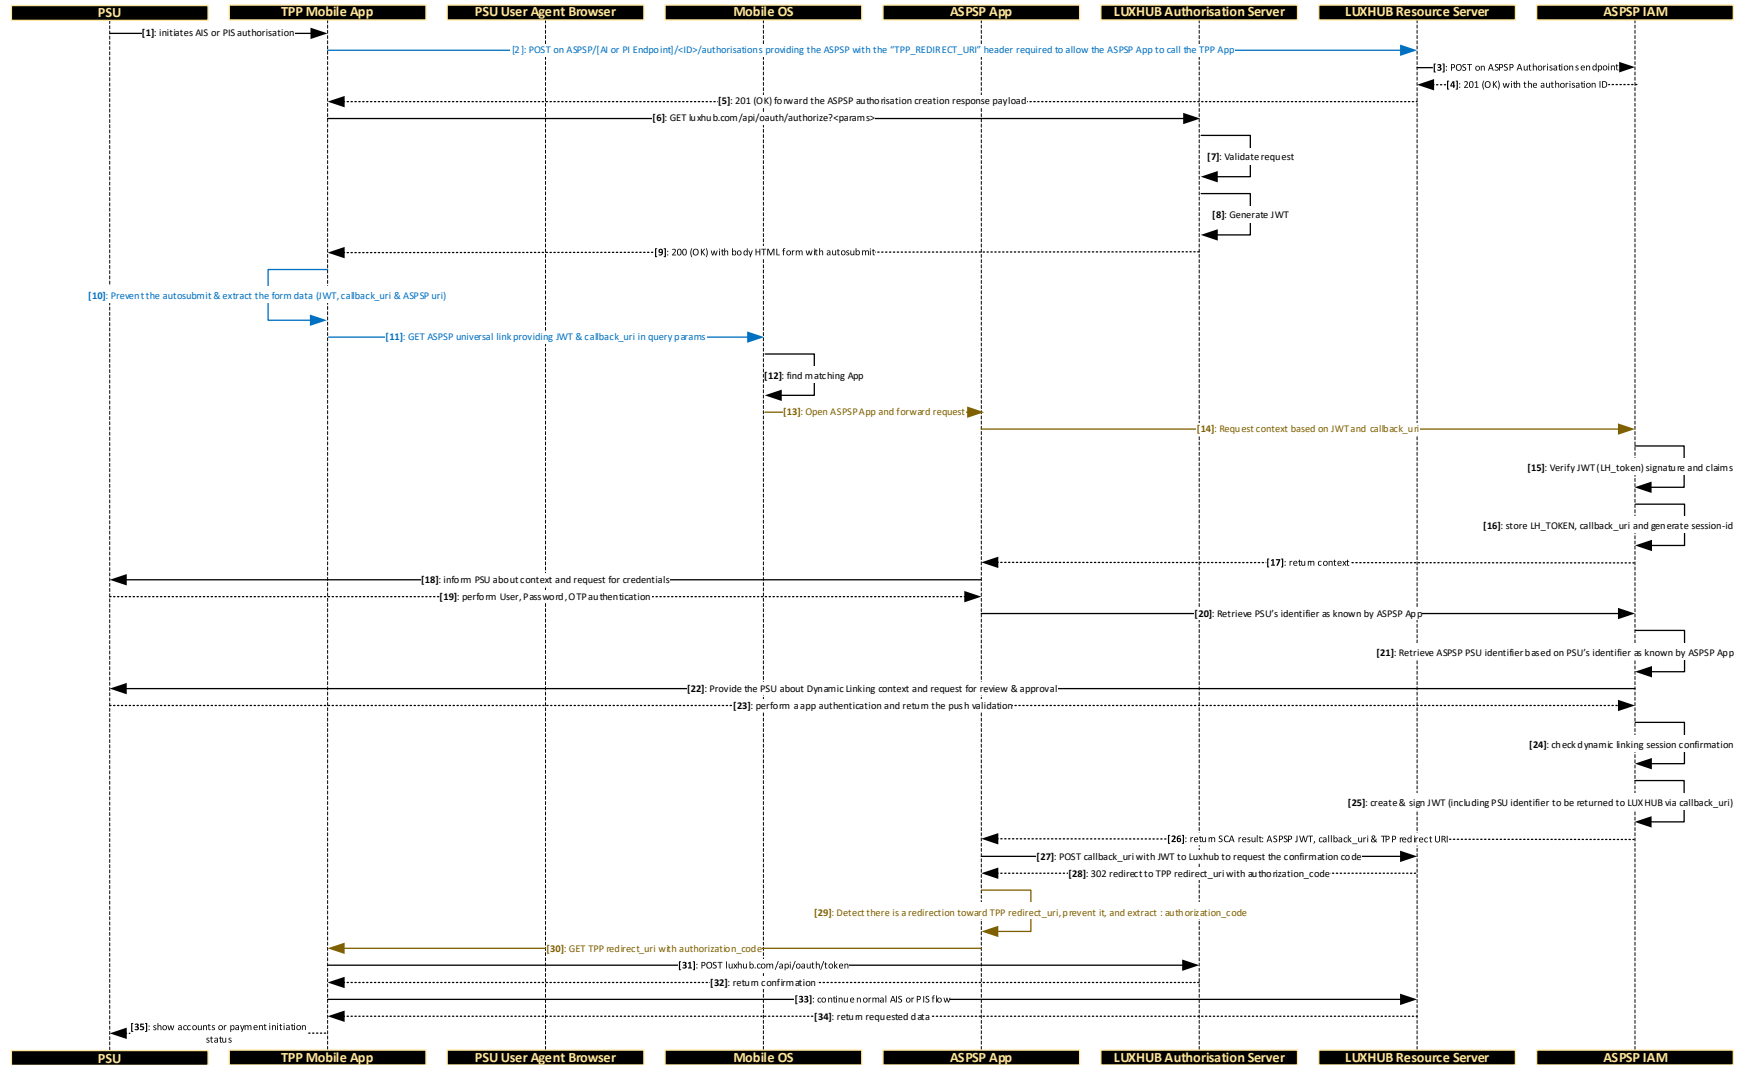 PSU
TPP Mobile App
PSU User Agent Browser
Mobile OS
ASPSP App
LUXHUB Authorisation Server
LUXHUB Resource Server
ASPSP IAM
[1]: initiates AIS or PIS authorisation
[2]: POST on ASPSP/[AI or PI Endpoint]/<ID>/authorisations providing the ASPSP with the "TPP_REDIRECT_URI" header required to allow the ASPSP App to call the TPP App
[3]: POST on ASPSP Authorisations endpoint
[4]: 201 (OK) with the authorisation ID
[5]: 201 (OK) forward the ASPSP authorisation creation response payload
[6]: GET luxhub.com/api/oauth/authorize?<params>
[7]: Validate request
[8]: Generate JWT
[9]: 200 (OK) with body HTML form with autosubmit
[10]: Prevent the autosubmit & extract the form data (JWT, callback_uri & ASPSP uri)
[11]: GET ASPSP universal link providing JWT & callback_uri in query params
[12]: find matching App
[13]: Open ASPSP App and forward request
[14]: Request context based on JWT and callback_uri
[15]: Verify JWT (LH_token) signature and claims
[16]: store LH_TOKEN, callback_uri and generate session-id
[17]: return context
[18]: inform PSU about context and request for credentials
[19]: perform User, Password, OTP authentication
[20]: Retrieve PSU's identifier as known by ASPSP App
[21]: Retrieve ASPSP PSU identifier based on PSU's identifier as known by ASPSP App
[22]: Provide the PSU about Dynamic Linking context and request for review & approval
[23]: perform a app authentication and return the push validation
[24]: check dynamic linking session confirmation
[25]: create & sign JWT (including PSU identifier to be returned to LUXHUB via callback_uri)
[26]: return SCA result: ASPSP JWT, callback_uri & TPP redirect URI
[27]: POST callback_uri with JWT to Luxhub to request the confirmation code
[28]: 302 redirect to TPP redirect_uri with authorization_code
[29]: Detect there is a redirection toward TPP redirect_uri, prevent it, and extract : authorization_code
[30]: GET TPP redirect_uri with authorization_code
[31]: POST luxhub.com/api/oauth/token
[32]: return confirmation
[33]: continue normal AIS or PIS flow
[34]: return requested data
[35]: show accounts or payment initiation
status
PSU
TPP Mobile App
PSU User Agent Browser
Mobile OS
ASPSP App
LUXHUB Authorisation Server
LUXHUB Resource Server
ASPSP IAM